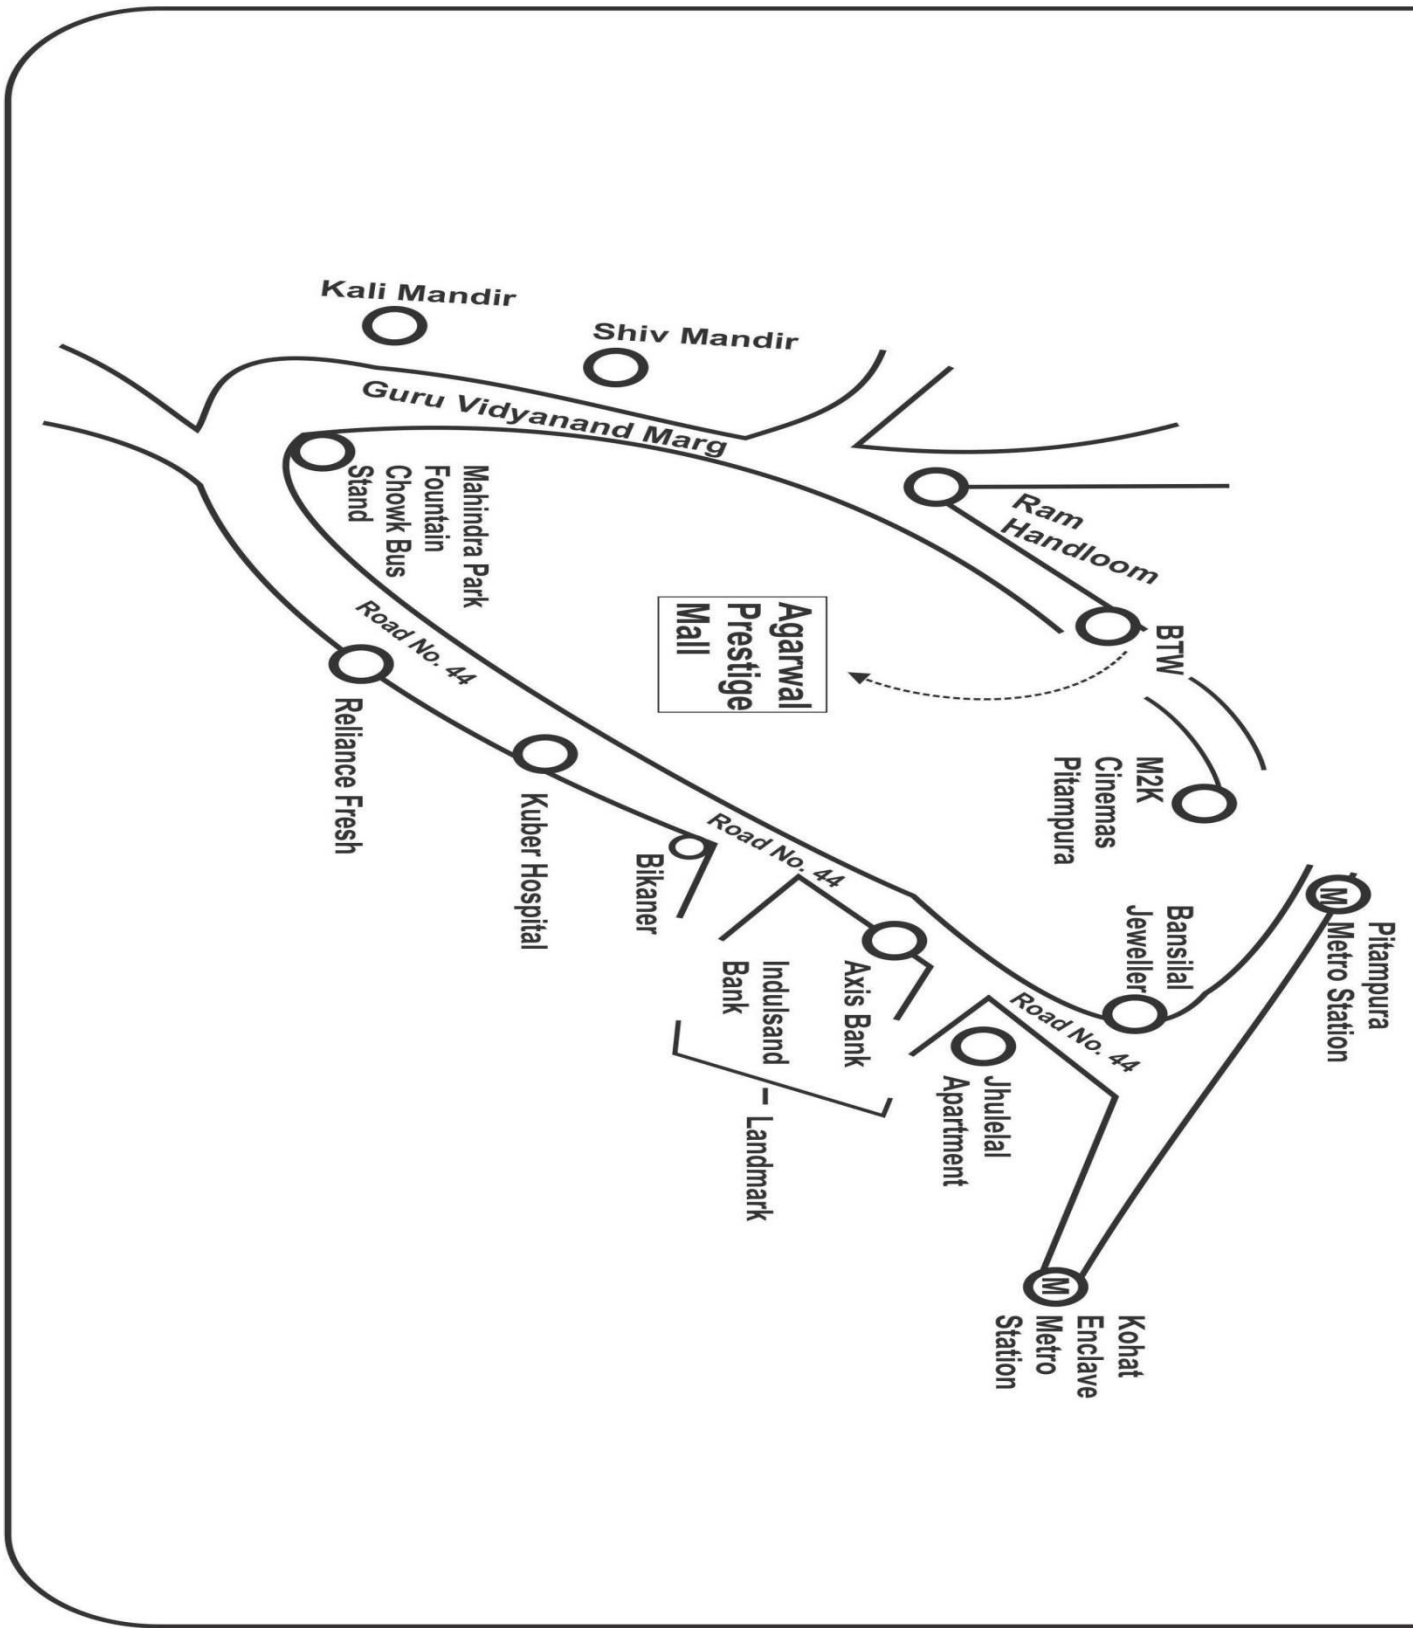 Kali Mandir
Shiv Mandir
Guru Vidyanand Marg
Mahindra Park
Fountain
Chowk Bus
Stand
Ram
Handloom
BTW
Agarwal
Prestige
Mall
M2K
Cinemas
Pitampura
Road No. 44
Reliance Fresh
Kuber Hospital
Bikaner
Road No. 44
Indulsand
Bank
Axis Bank
– Landmark
Road No. 44
Jhulelal
Apartment
Bansilal
Jeweller
M
Pitampura
Metro Station
M
Kohat
Enclave
Metro
Station